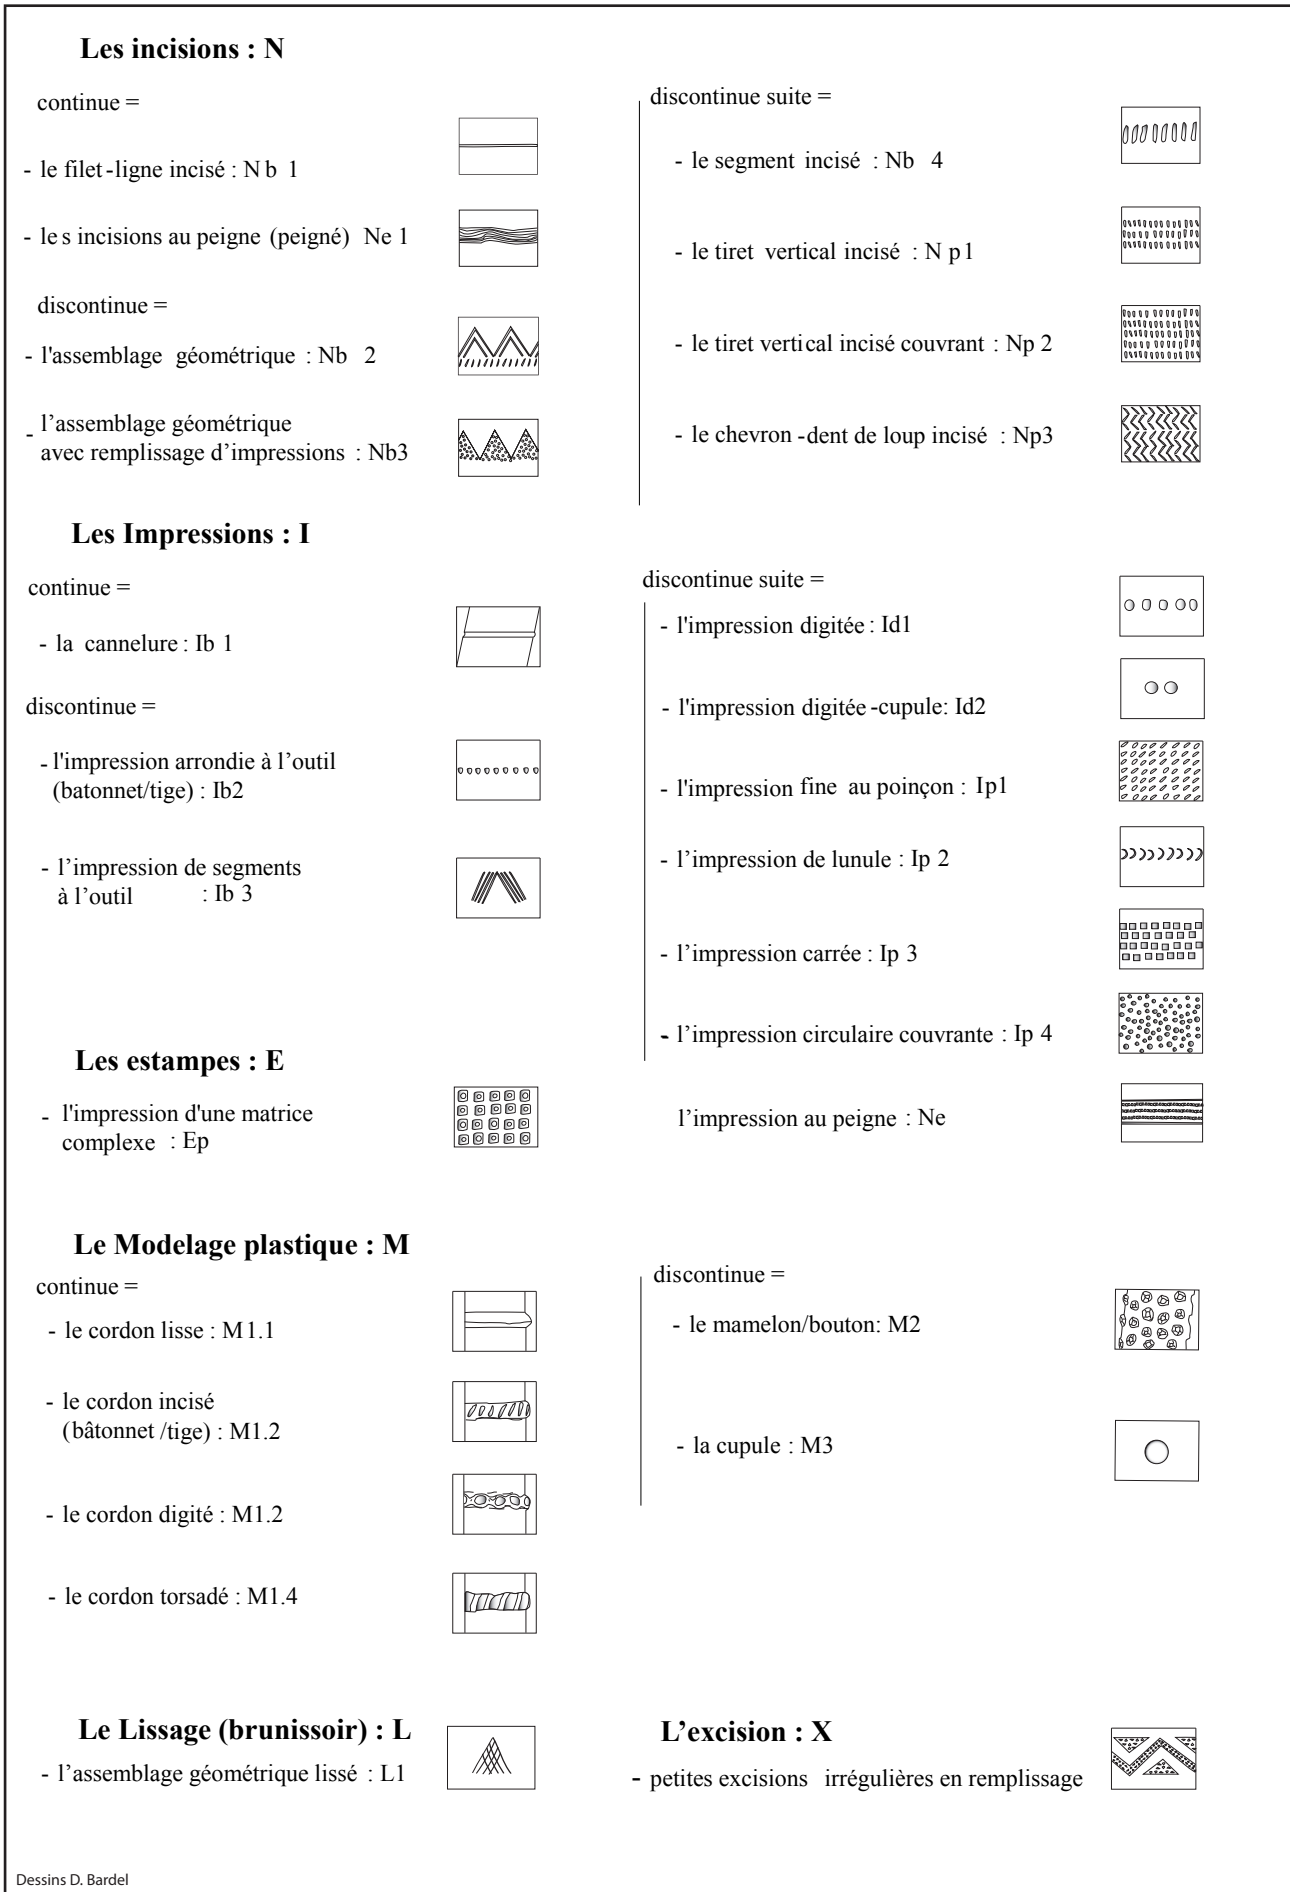 Les incisions : N
continue =
- le filet-ligne incisé : Nb 1
- les incisions au peigne (peigné) Ne 1
discontinue =
- l'assemblage géométrique : Nb 2
- l’assemblage géométrique
avec remplissage d’impressions : Nb3
discontinue suite =
- le segment incisé : Nb 4
- le tiret vertical incisé : Np1
- le tiret vertical incisé couvrant : Np 2
- le chevron -dent de loup incisé : Np3
Les Impressions : I
continue =
- la cannelure : Ib 1
discontinue =
- l'impression arrondie à l’outil
(batonnet/tige) : Ib2
- l’impression de segments
à l’outil : Ib 3
discontinue suite =
- l'impression digitée : Id1
- l'impression digitée -cupule: Id2
- l'impression fine au poinçon : Ip1
- l’impression de lunule : Ip 2
- l’impression carrée : Ip 3
- l’impression circulaire couvrante : Ip 4
l’impression au peigne : Ne
Les estampes : E
- l'impression d'une matrice
complexe : Ep
Le Modelage plastique : M
continue =
- le cordon lisse : M1.1
- le cordon incisé
(bâtonnet /tige) : M1.2
- le cordon digité : M1.2
- le cordon torsadé : M1.4
discontinue =
- le mamelon/bouton: M2
- la cupule : M3
Le Lissage (brunissoir) : L
- l’assemblage géométrique lissé : L1
L’excision : X
- petites excisions irrégulières en remplissage
Dessins D. Bardel